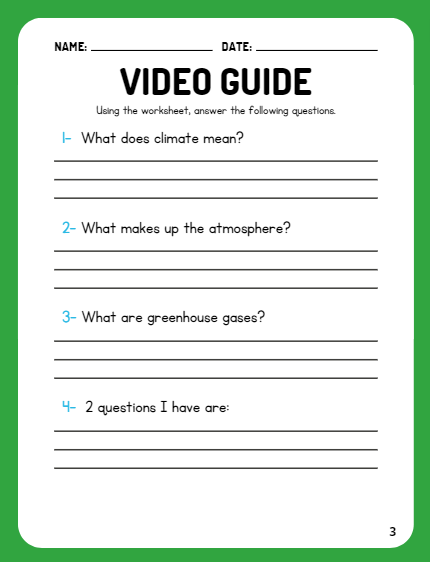 NAME: DATE:
VIDEO GUIDE
Using the worksheet, answer the following questions.
1- What does climate mean?
2- What makes up the atmosphere?
3- What are greenhouse gases?
4- 2 questions I have are:
3